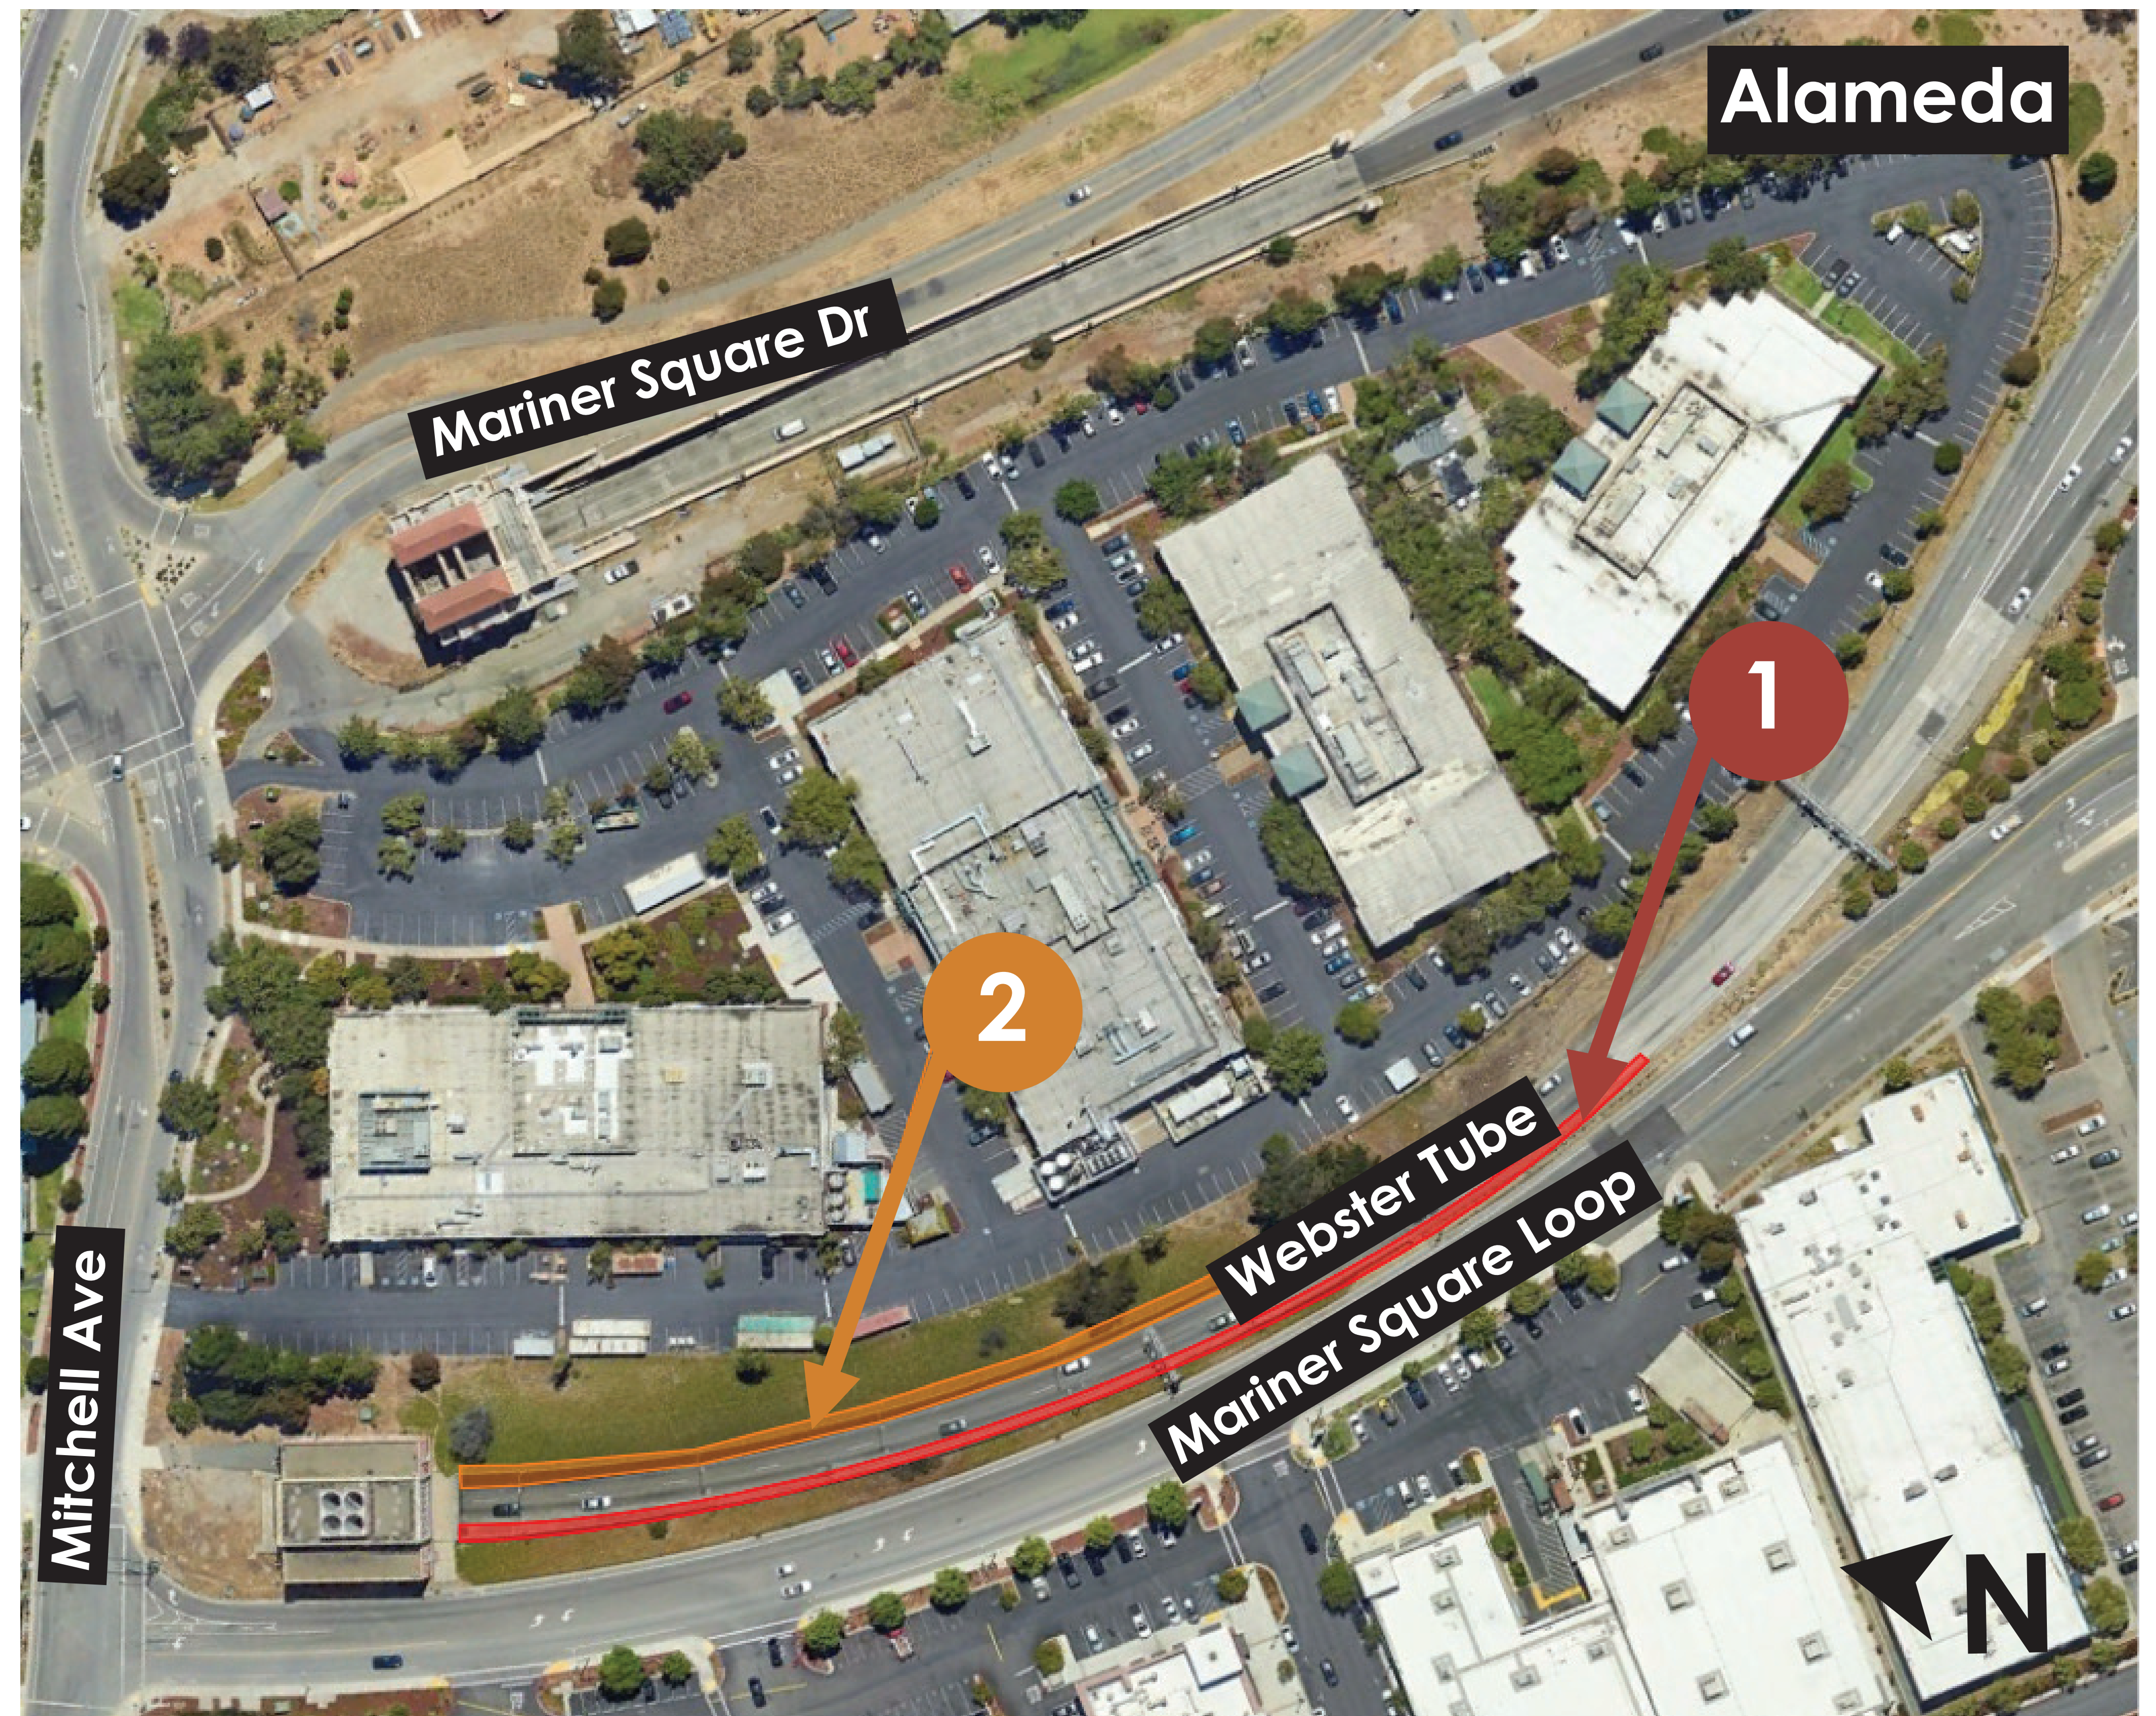 Alameda
Mariner Square Dr
1
2
Webster Tube
Mariner Square Loop
Mitchell Ave
N